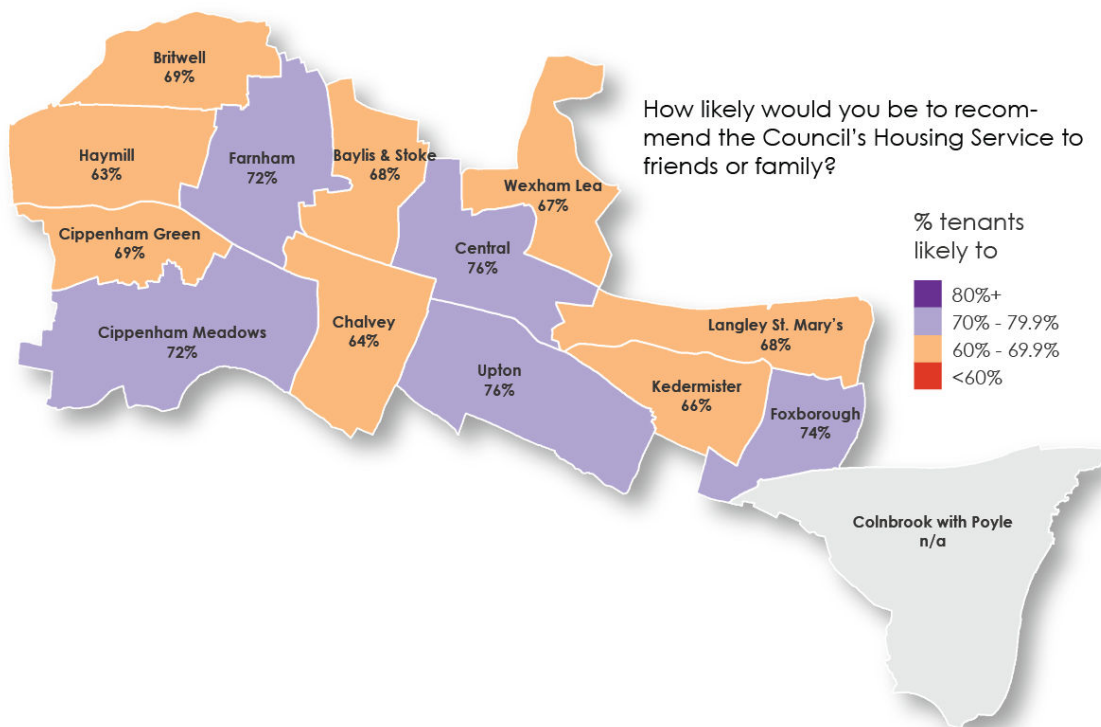 Britwell
69%
Haymill
63%
Farnham
72%
Baylis & Stoke
68%
Wexham Lea
67%
How likely would you be to recom-
mend the Council's Housing Service to
friends or family?
Cippenham Green
69%
Central
76%
% tenants
likely to
80%+
70% - 79.9%
60% - 69.9%
<60%
Cippenham Meadows
72%
Chalvey
64%
Upton
76%
Langley St. Mary's
68%
Kedermister
66%
Foxborough
74%
Colnbrook with Poyle
n/a